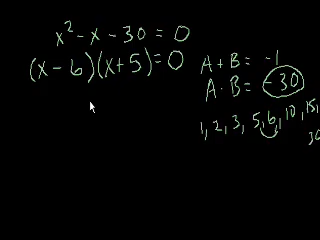 x² - x - 30 = 0
(x - 6)(x + 5) = 0
A + B = -1
A · B = -30
1, 2, 3, 5, 6, 10, 15,
30